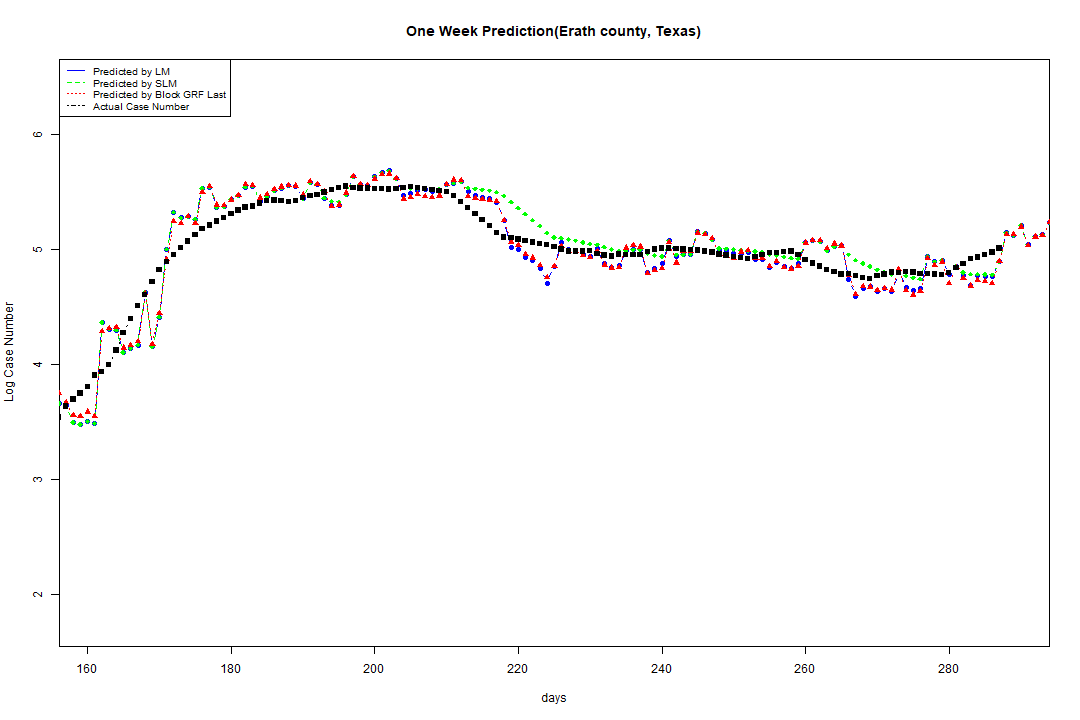 One Week Prediction(Erath county, Texas)
Predicted by LM
Predicted by SLM
Predicted by Block GRF Last
Actual Case Number
6
5
4
3
2
Log Case Number
160 180 200 220 240 260 280
days